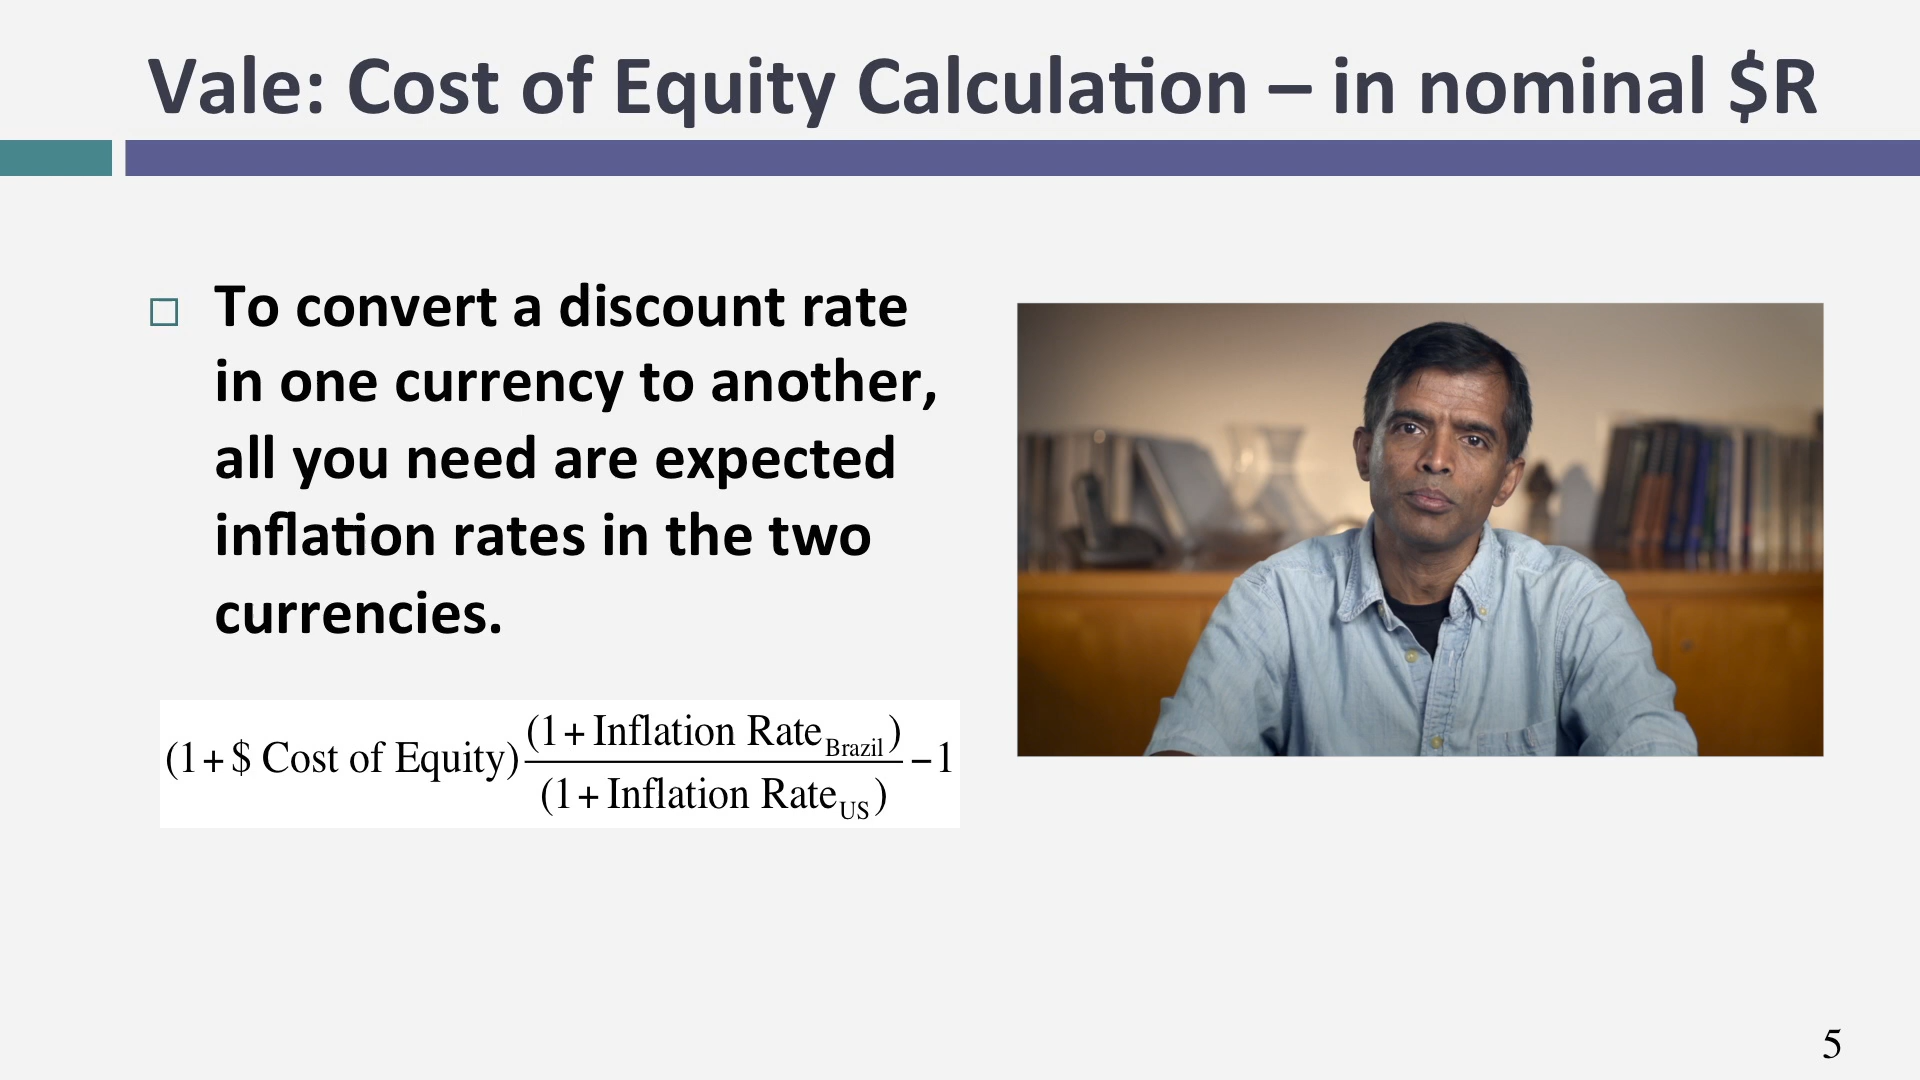 Vale: Cost of Equity Calculation – in nominal $R
To convert a discount rate
in one currency to another,
all you need are expected
inflation rates in the two
currencies.
(1+$ Cost of Equity) (1+Inflation Rate_Brazil) / (1+Inflation Rate_US) −1
5